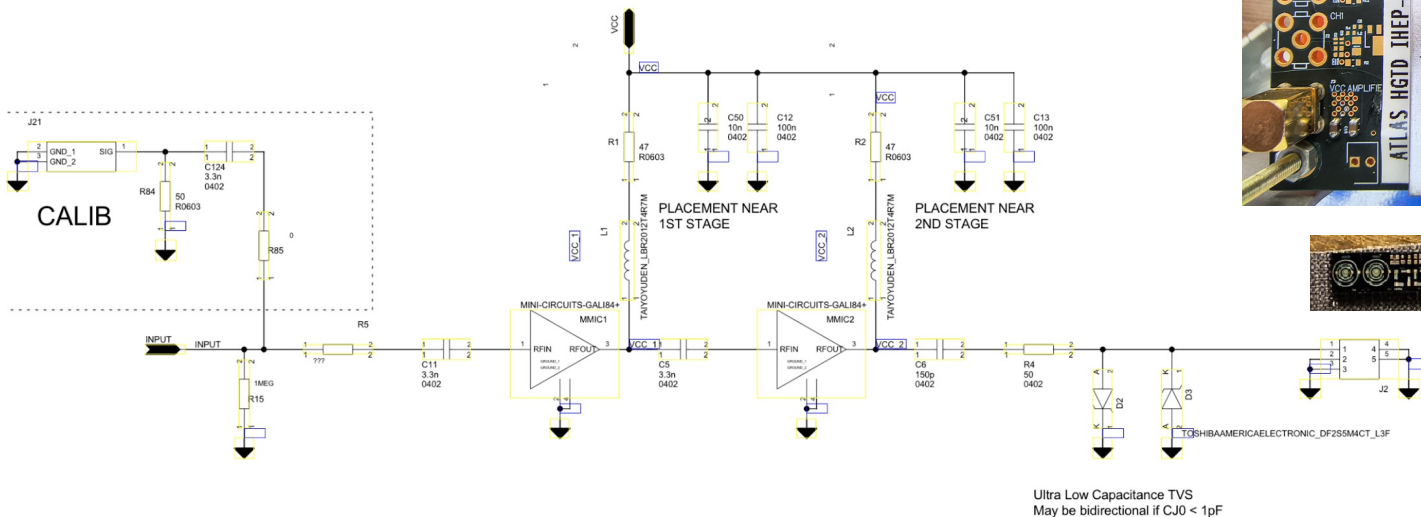 VCC
VCC
VCC
J21
GND_1
GND_2
SIG
C124
3.3n
0402
R84
50
R0603
CALIB
0
R85
R1
47
R0603
C50
10n
0402
C12
100n
0402
R2
47
R0603
C51
10n
0402
C13
100n
0402
PLACEMENT NEAR
1ST STAGE
PLACEMENT NEAR
2ND STAGE
VCC_1
L1
TAIYOYUDEN_LBR2012T4R7M
VCC_2
L2
TAIYOYUDEN_LBR2012T4R7M
MINI-CIRCUITS-GALI84+
MMIC1
MINI-CIRCUITS-GALI84+
MMIC2
INPUT
INPUT
R5
???
1MEG
R15
C11
3.3n
0402
RFIN
RFOUT
GROUND_1
GROUND_2
VCC_1
C5
3.3n
0402
RFIN
RFOUT
GROUND_1
GROUND_2
VCC_2
C6
150p
0402
R4
50
0402
D2
D3
TOSHIBAAMERICAELECTRONIC_DF2S5M4CT_L3F
J2
Ultra Low Capacitance TVS
May be bidirectional if CJ0 < 1pF
CH1
VCC AMPLIFIE
ATLAS HGTD IHEP-